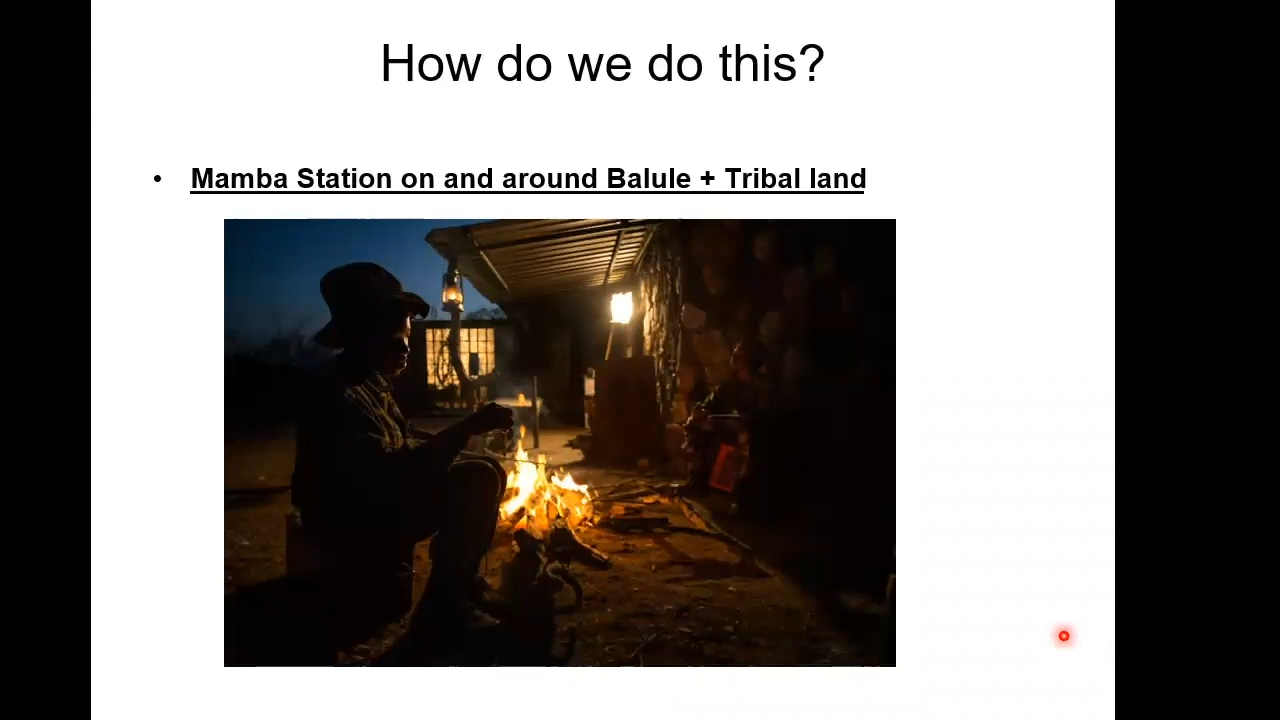 How do we do this?
• Mamba Station on and around Balule + Tribal land